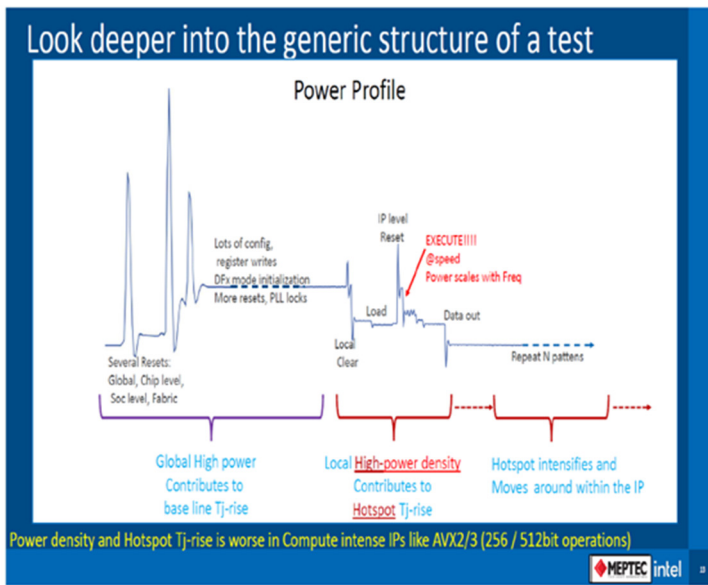 Look deeper into the generic structure of a test
Power Profile
Lots of config,
register writes
DFx mode initialization
More resets, PLL locks
Several Resets:
Global, Chip level,
Soc level, Fabric
IP level
Reset
EXECUTE!!!!
@speed
Power scales with Freq
Load
Local
Clear
Data out
Repeat N pattens
Global High power
Contributes to
base line Tj-rise
Local High-power density
Contributes to
Hotspot Tj-rise
Hotspot intensifies and
Moves around within the IP
Power density and Hotspot Tj-rise is worse in Compute intense IPs like AVX2/3 (256 / 512bit operations)
MEPTEC intel